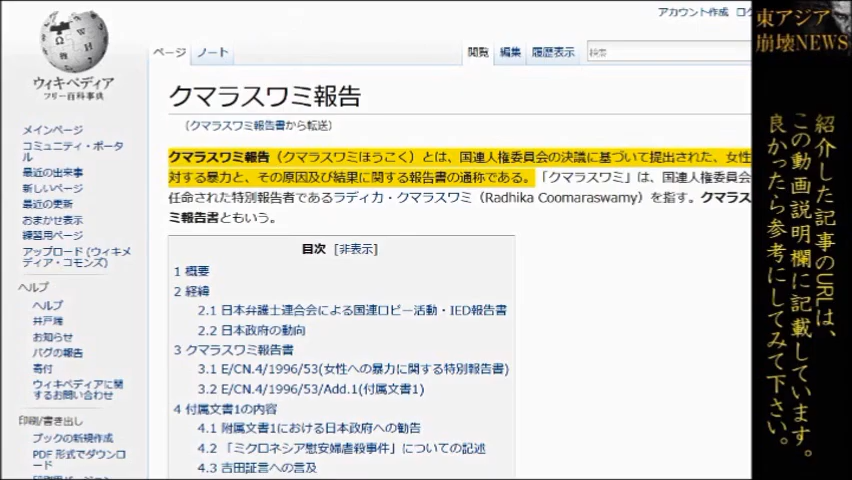 ウィキペディア
フリー百科事典
メインページ
コミュニティ・ポータル
最近の出来事
新しいページ
最近の更新
おまかせ表示
練習用ページ
アップロード (ウィキメディア・コモンズ)
ヘルプ
ヘルプ
井戸端
お知らせ
バグの報告
寄付
ウィキペディアに関するお問い合わせ
印刷/書き出し
ブックの新規作成
PDF 形式でダウンロード
アカウント作成
ページ
ノート
閲覧
編集
履歴表示
検索
クマラスワミ報告
(クマラスワミ報告書から転送)
クマラスワミ報告（クマラスワミほうこく）とは、国連人権委員会の決議に基づいて提出された、女性
対する暴力と、その原因及び結果に関する報告書の通称である。「クマラスワミ」は、国連人権委員会
任命された特別報告者であるラディカ・クマラスワミ（Radhika Coomaraswamy）を指す。クマラス
ミ報告書ともいう。
目次 [非表示]
1 概要
2 経緯
2.1 日本弁護士連合会による国連ロビー活動・IED報告書
2.2 日本政府の動向
3 クマラスワミ報告書
3.1 E/CN.4/1996/53(女性への暴力に関する特別報告書)
3.2 E/CN.4/1996/53/Add.1(付属文書1)
4 付属文書1の内容
4.1 附属文書1における日本政府への勧告
4.2 「ミクロネシア慰安婦虐殺事件」についての記述
4.3 吉田証言への言及
東アジア
崩壊NEWS
紹介した記事のURLは、
この動画説明欄に記載しています。
良かったら参考にしてみて下さい。